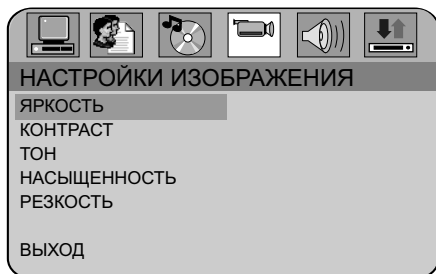 НАСТРОЙКИ ИЗОБРАЖЕНИЯ
ЯРКОСТЬ
КОНТРАСТ
ТОН
НАСЫЩЕННОСТЬ
РЕЗКОСТЬ
ВЫХОД